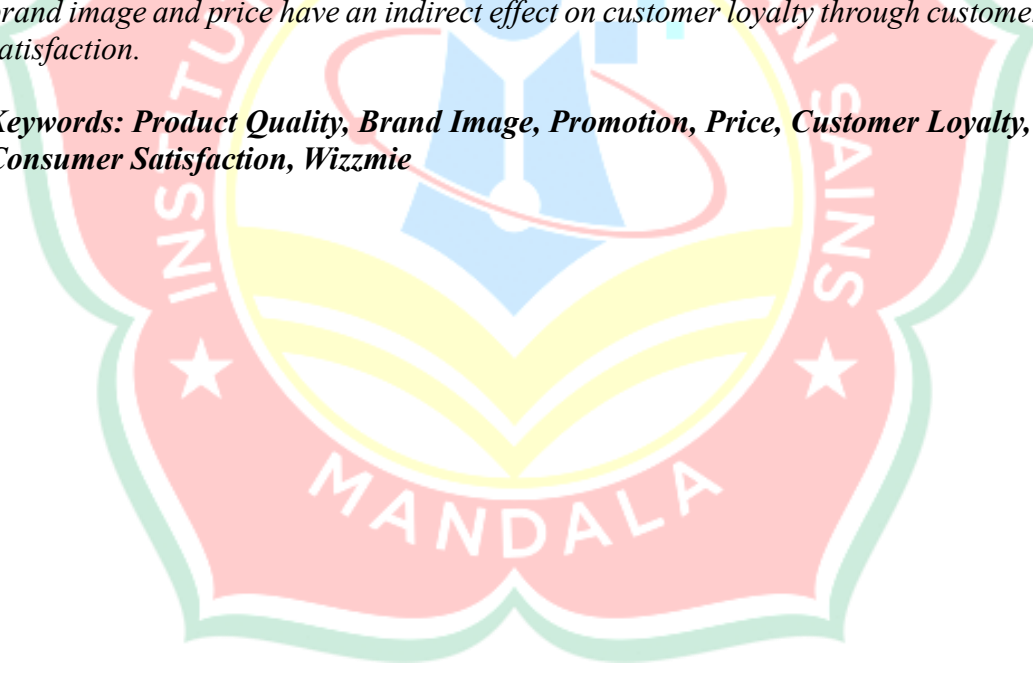 brand image and price have an indirect effect on customer loyalty through customer
satisfaction.
Keywords: Product Quality, Brand Image, Promotion, Price, Customer Loyalty,
Consumer Satisfaction, Wizzmie
SAINS
MANDALA